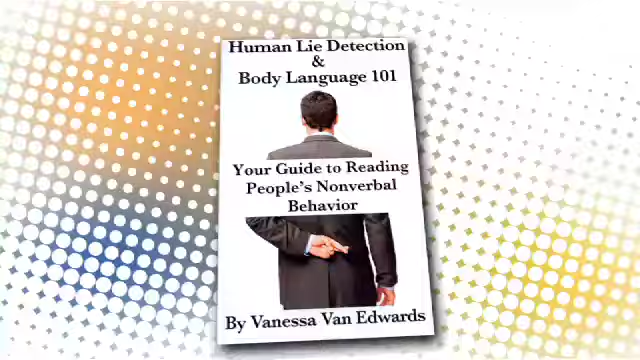 Human Lie Detection
&
Body Language 101
Your Guide to Reading
People's Nonverbal
Behavior
By Vanessa Van Edwards